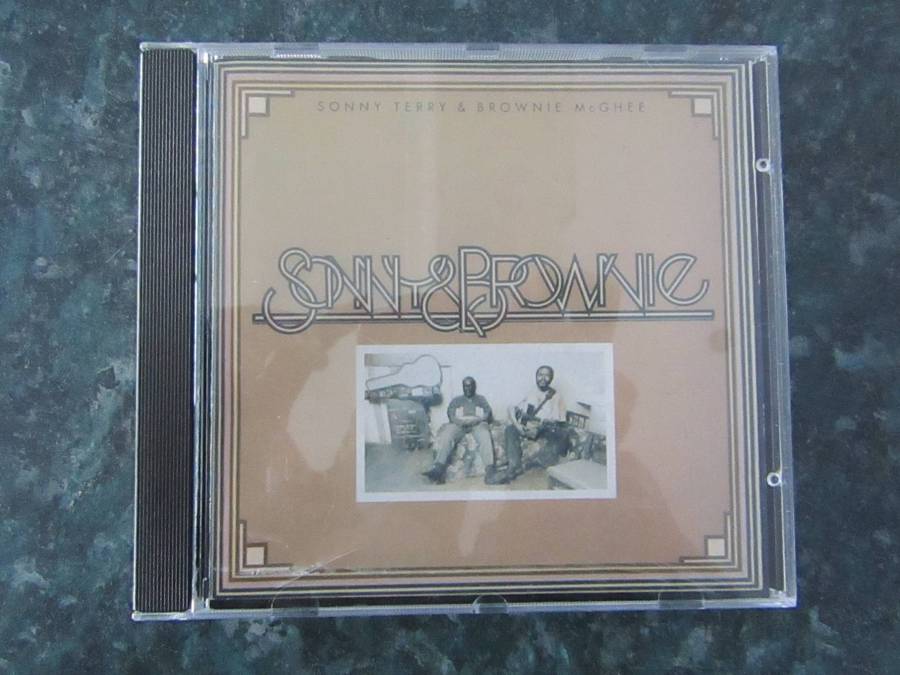 SONNY TERRY & BROWNIE McGHEE
SONNY & BROWNIE